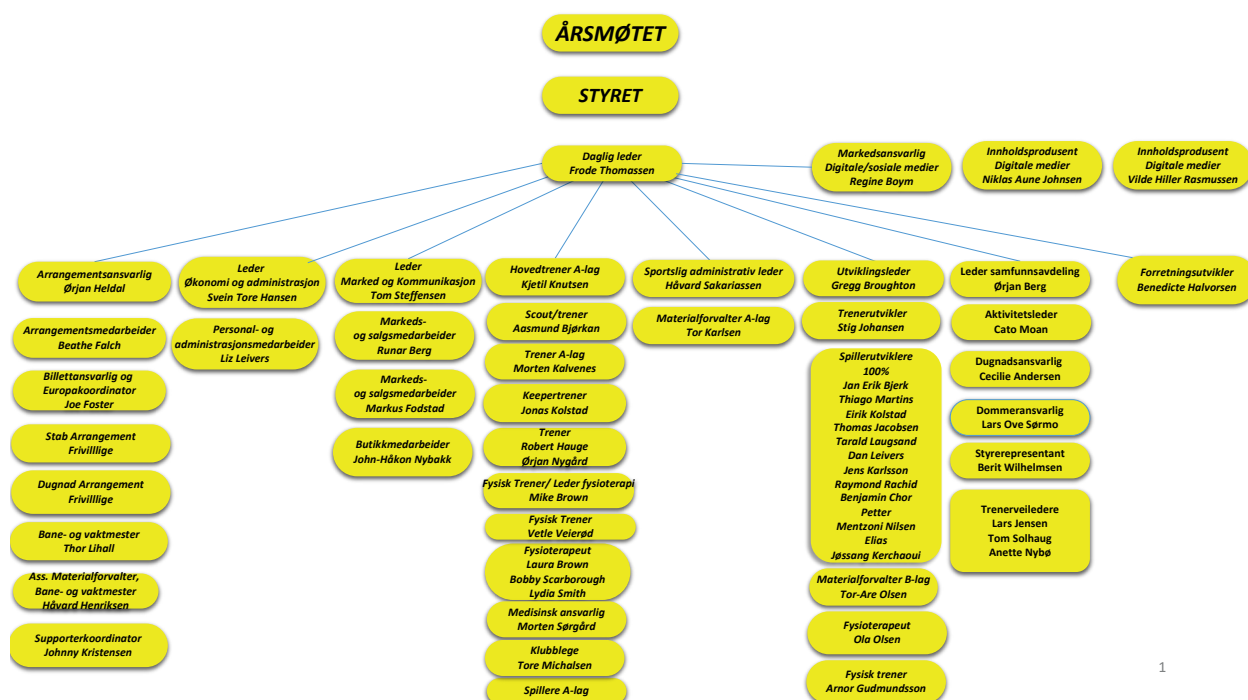 ÅRSMØTET
STYRET
Daglig leder
Frode Thomassen
Markedsansvarlig
Digitale/sosiale medier
Regine Boym
Innholdsprodusent
Digitale medier
Niklas Aune Johnsen
Innholdsprodusent
Digitale medier
Vilde Hiller Rasmussen
Arrangementsansvarlig
Ørjan Heldal
Arrangementsmedarbeider
Beathe Falch
Billettansvarlig og
Europakoordinator
Joe Foster
Stab Arrangement
Frivilllige
Dugnad Arrangement
Frivilllige
Bane- og vaktmester
Thor Lihall
Ass. Materialforvalter,
Bane- og vaktmester
Håvard Henriksen
Supporterkoordinator
Johnny Kristensen
Leder
Økonomi og administrasjon
Svein Tore Hansen
Personal- og
administrasjonsmedarbeider
Liz Leivers
Leder
Marked og Kommunikasjon
Tom Steffensen
Markeds-
og salgsmedarbeider
Runar Berg
Markeds-
og salgsmedarbeider
Markus Fodstad
Butikkmedarbeider
John-Håkon Nybakk
Hovedtrener A-lag
Kjetil Knutsen
Scout/trener
Aasmund Bjørkan
Trener A-lag
Morten Kalvenes
Keepertrener
Jonas Kolstad
Trener
Robert Hauge
Ørjan Nygård
Fysisk Trener/ Leder fysioterapi
Mike Brown
Fysisk Trener
Vetle Veierød
Fysioterapeut
Laura Brown
Bobby Scarborough
Lydia Smith
Medisinsk ansvarlig
Morten Sørgård
Klubblege
Tore Michalsen
Spillere A-lag
Sportslig administrativ leder
Håvard Sakariassen
Materialforvalter A-lag
Tor Karlsen
Utviklingsleder
Gregg Broughton
Trenerutvikler
Stig Johansen
Spillerutviklere
100%
Jan Erik Bjerk
Thiago Martins
Eirik Kolstad
Thomas Jacobsen
Tarald Laugsand
Dan Leivers
Jens Karlsson
Raymond Rachid
Benjamin Chor
Petter
Mentzoni Nilsen
Elias
Jøssang Kerchaoui
Materialforvalter B-lag
Tor-Are Olsen
Fysioterapeut
Ola Olsen
Fysisk trener
Arnor Gudmundsson
Leder samfunnsavdeling
Ørjan Berg
Aktivitetsleder
Cato Moan
Dugnadsansvarlig
Cecilie Andersen
Dommeransvarlig
Lars Ove Sørmo
Styrerepresentant
Berit Wilhelmsen
Trenerveiledere
Lars Jensen
Tom Solhaug
Anette Nybø
Forretningsutvikler
Benedicte Halvorsen
1